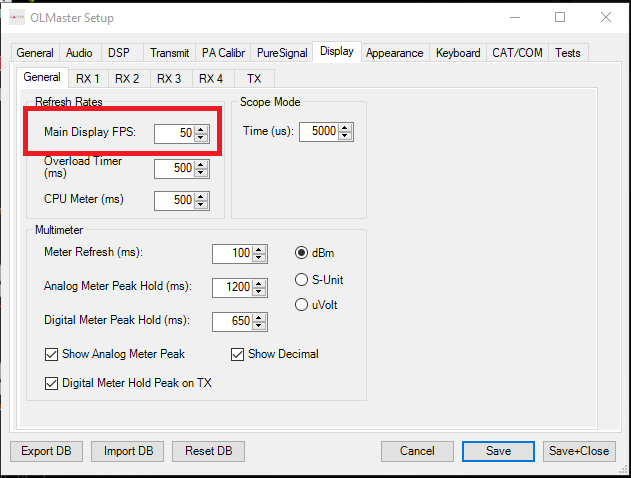 OLMaster Setup
General Audio DSP Transmit PA Calibr PureSignal Display Appearance Keyboard CAT/COM Tests
General RX 1 RX 2 RX 3 RX 4 TX
Refresh Rates
Main Display FPS: 50
Overload Timer
(ms)
500
CPU Meter (ms) 500
Scope Mode
Time (us): 5000
Multimeter
Meter Refresh (ms): 100
Analog Meter Peak Hold (ms): 1200
Digital Meter Peak Hold (ms): 650
dBm
S-Unit
uVolt
Show Analog Meter Peak
Show Decimal
Digital Meter Hold Peak on TX
Export DB Import DB Reset DB Cancel Save Save+Close